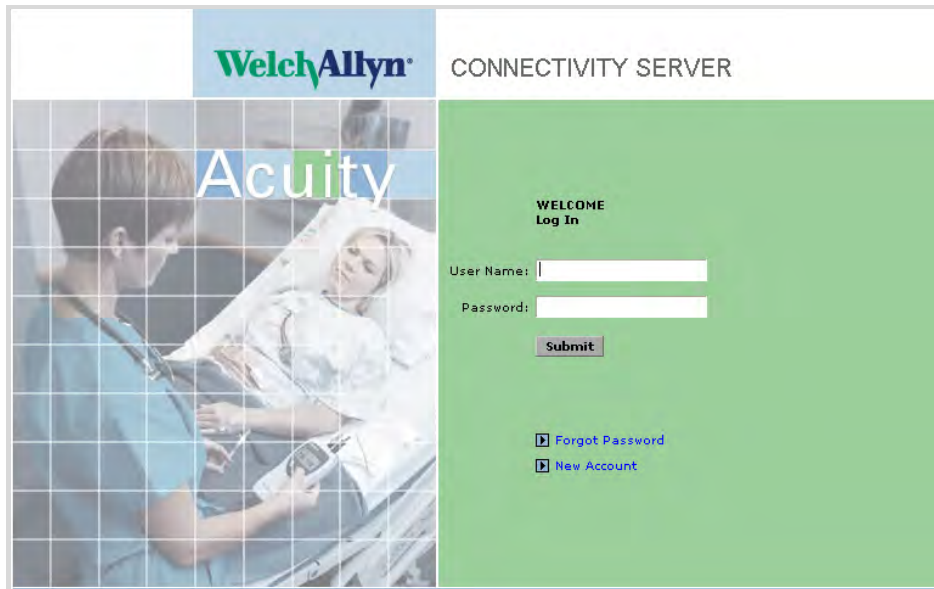 WelchAllyn®
CONNECTIVITY SERVER
Acuity
WELCOME
Log In
User Name:
Password:
Submit
Forgot Password
New Account